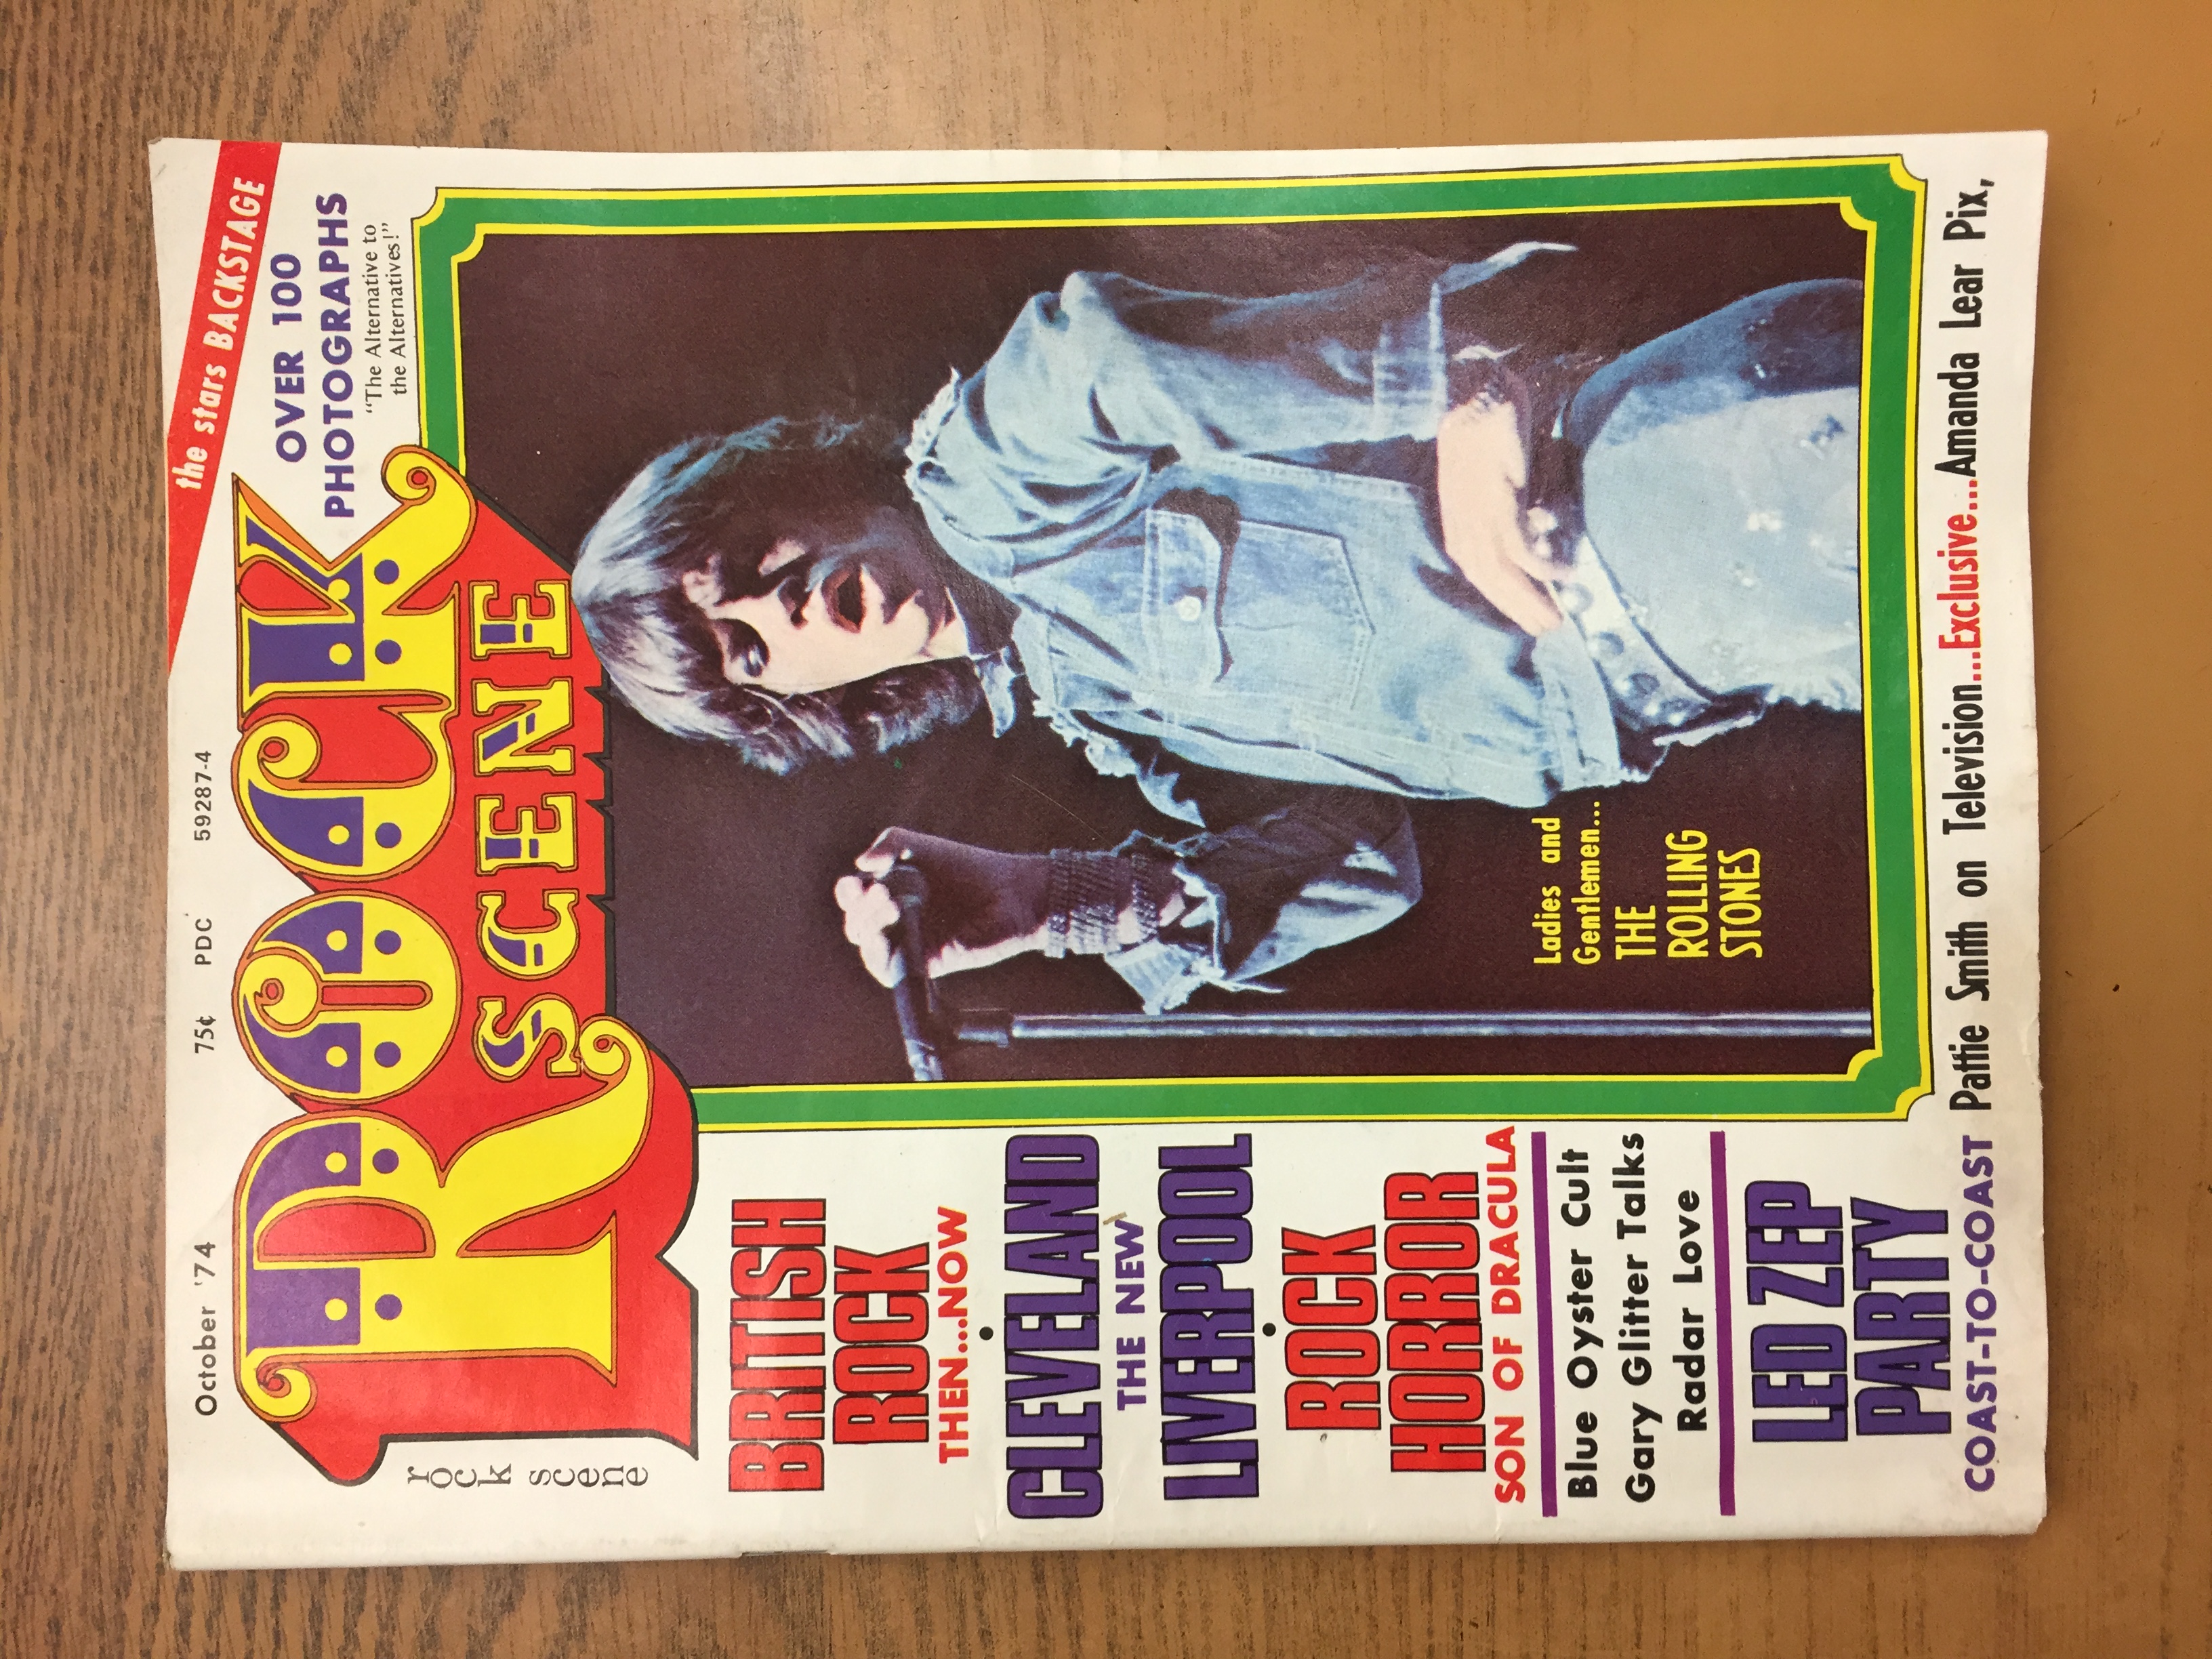 the stars BACKSTAGE
October '74 75¢ PDC 59287-4
ROCK
SCENE
OVER 100
PHOTOGRAPHS
"The Alternative to
the Alternatives!"
rock scene
BRITISH
ROCK
THEN...NOW
CLEVELAND
THE NEW
LIVERPOOL
ROCK
HORROR
SON OF DRACULA
Blue Oyster Cult
Gary Glitter Talks
Radar Love
LED ZEP
PARTY
COAST-TO-COAST
Ladies and
Gentlemen...
THE
ROLLING
STONES
Pattie Smith on Television...Exclusive...Amanda Lear Pix,